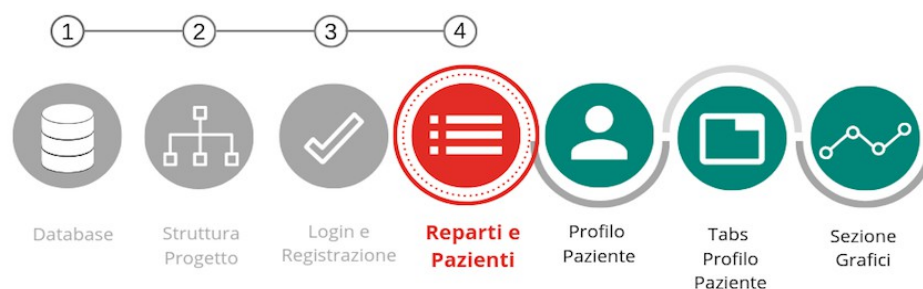 1 2 3 4
Database
Struttura
Progetto
Login e
Registrazione
Reparti e
Pazienti
Profilo
Paziente
Tabs
Profilo
Paziente
Sezione
Grafici